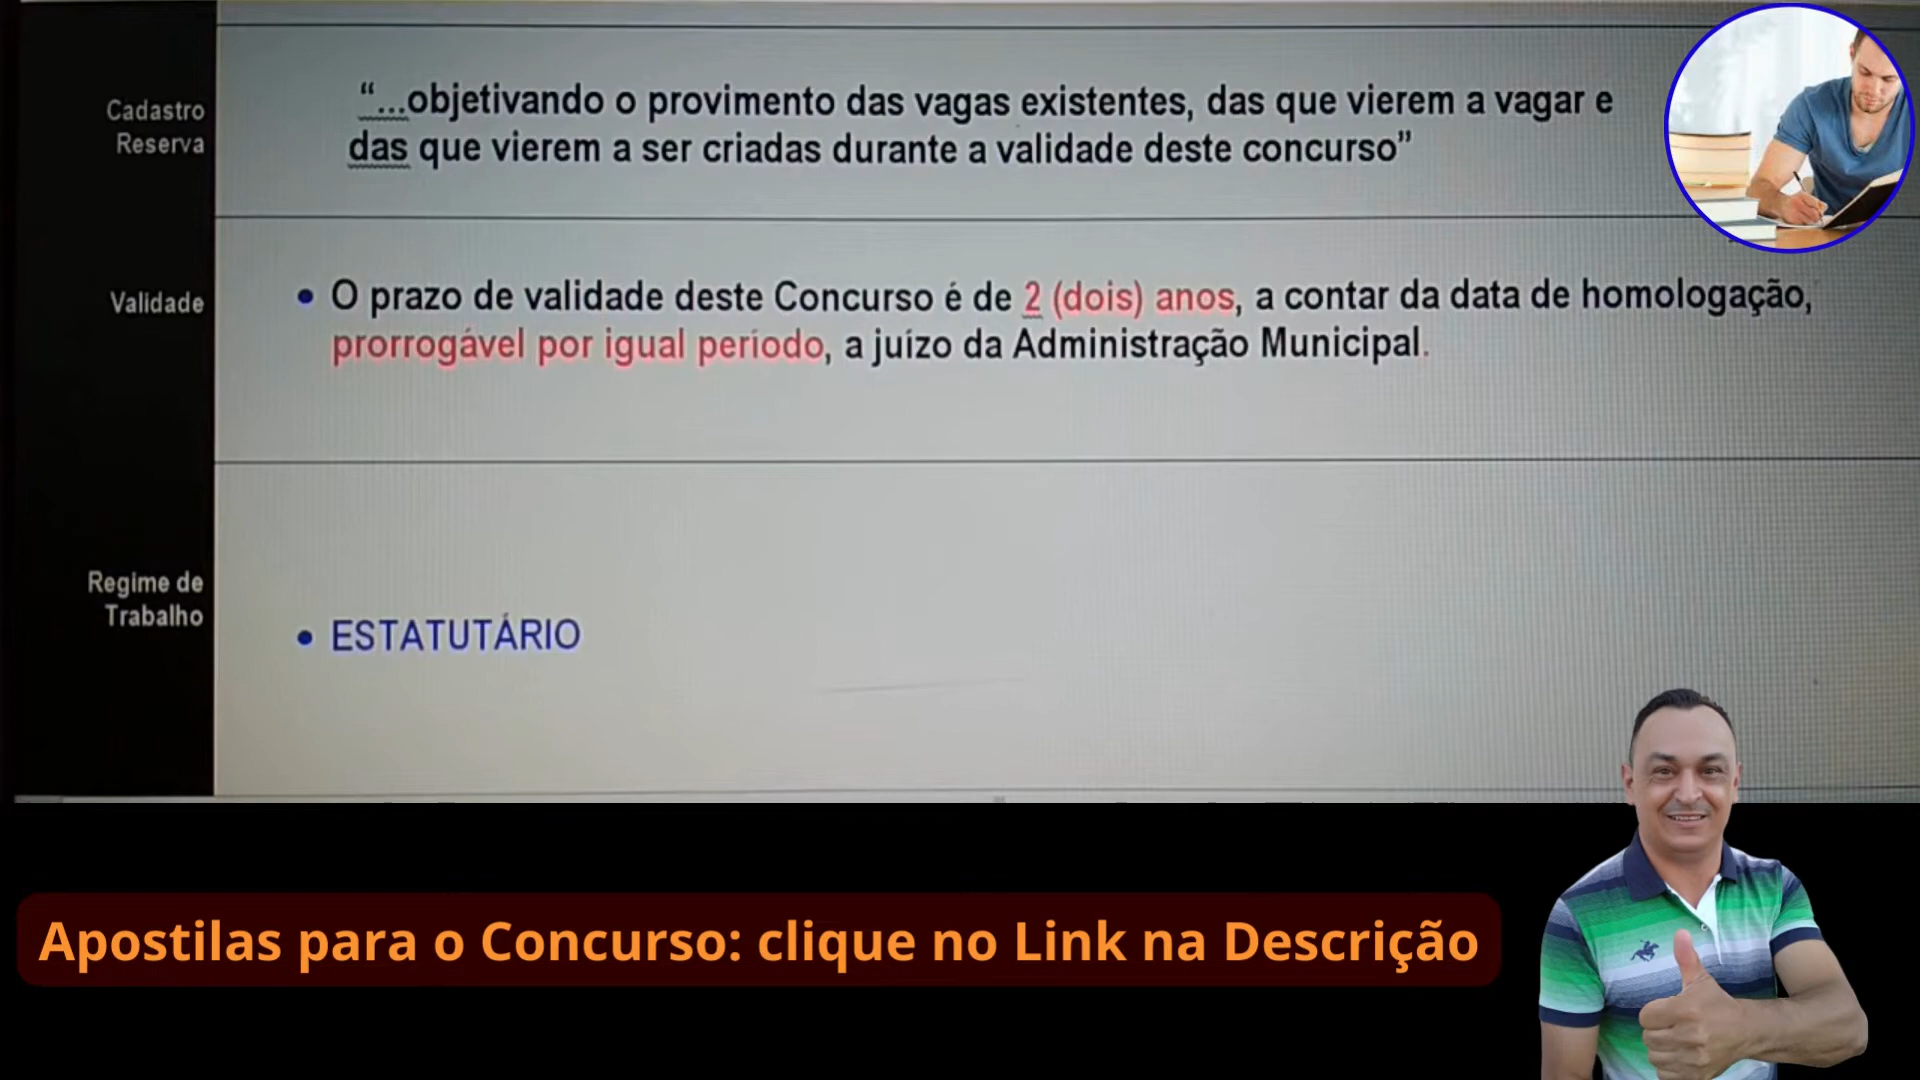 Cadastro
Reserva
“...objetivando o provimento das vagas existentes, das que vierem a vagar e
das que vierem a ser criadas durante a validade deste concurso”
Validade
• O prazo de validade deste Concurso é de 2 (dois) anos, a contar da data de homologação,
prorrogável por igual período, a juízo da Administração Municipal.
Regime de
Trabalho
• ESTATUTÁRIO
Apostilas para o Concurso: clique no Link na Descrição